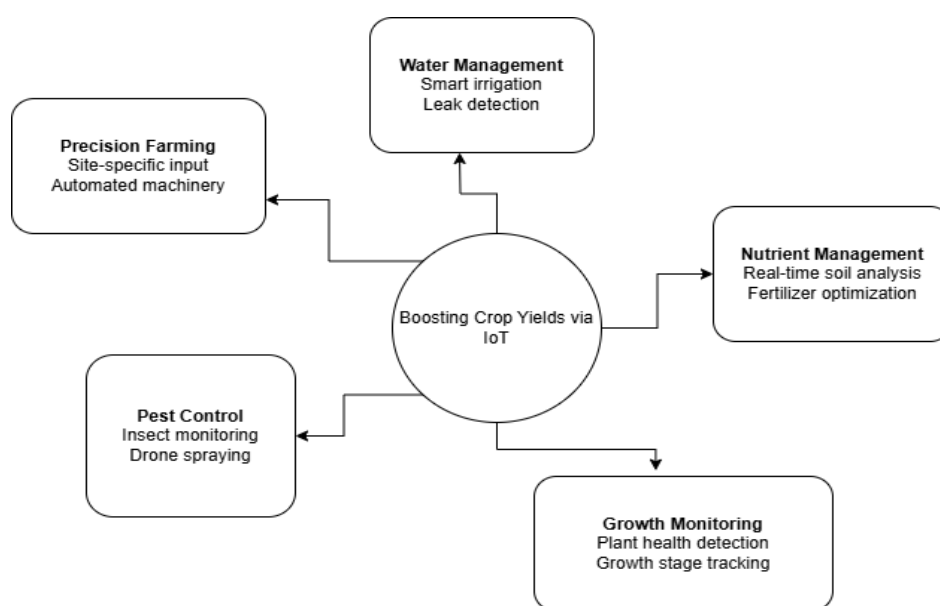 Water Management
Smart irrigation
Leak detection
Precision Farming
Site-specific input
Automated machinery
Nutrient Management
Real-time soil analysis
Fertilizer optimization
Boosting Crop Yields via
IoT
Pest Control
Insect monitoring
Drone spraying
Growth Monitoring
Plant health detection
Growth stage tracking